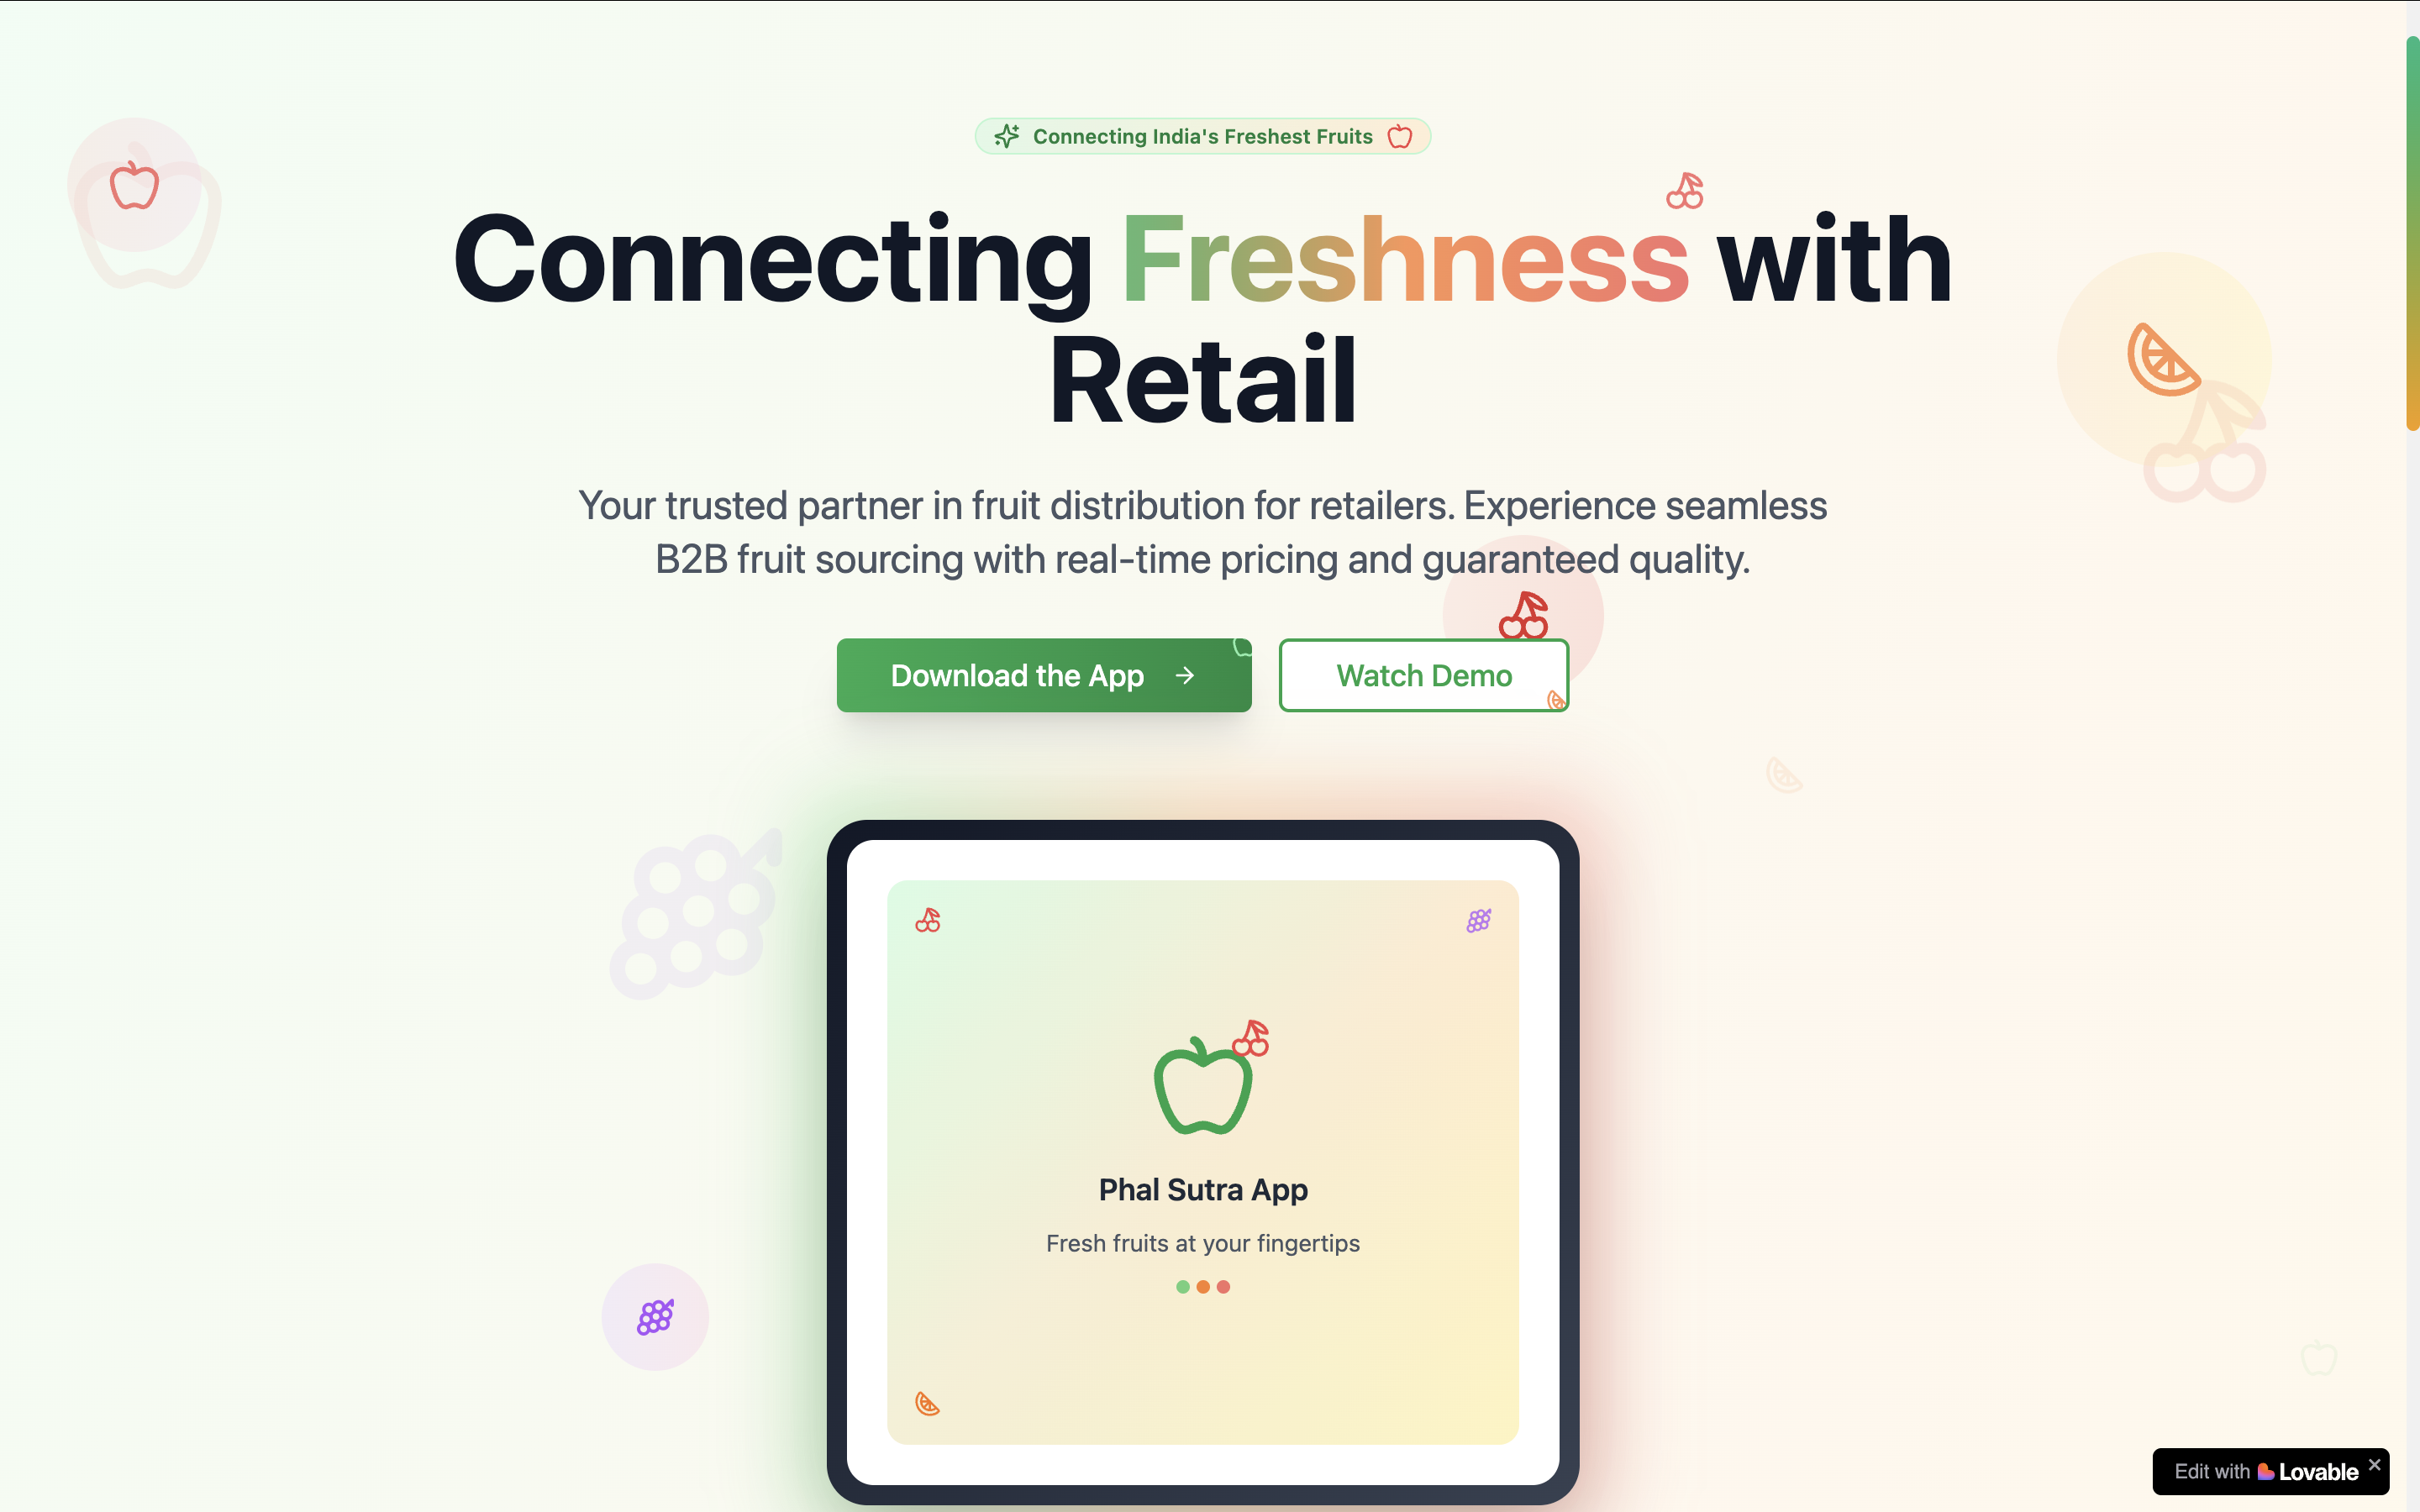 Connecting India's Freshest Fruits
Connecting Freshness with
Retail
Your trusted partner in fruit distribution for retailers. Experience seamless
B2B fruit sourcing with real-time pricing and guaranteed quality.
Download the App →
Watch Demo
Phal Sutra App
Fresh fruits at your fingertips
Edit with Lovable ×